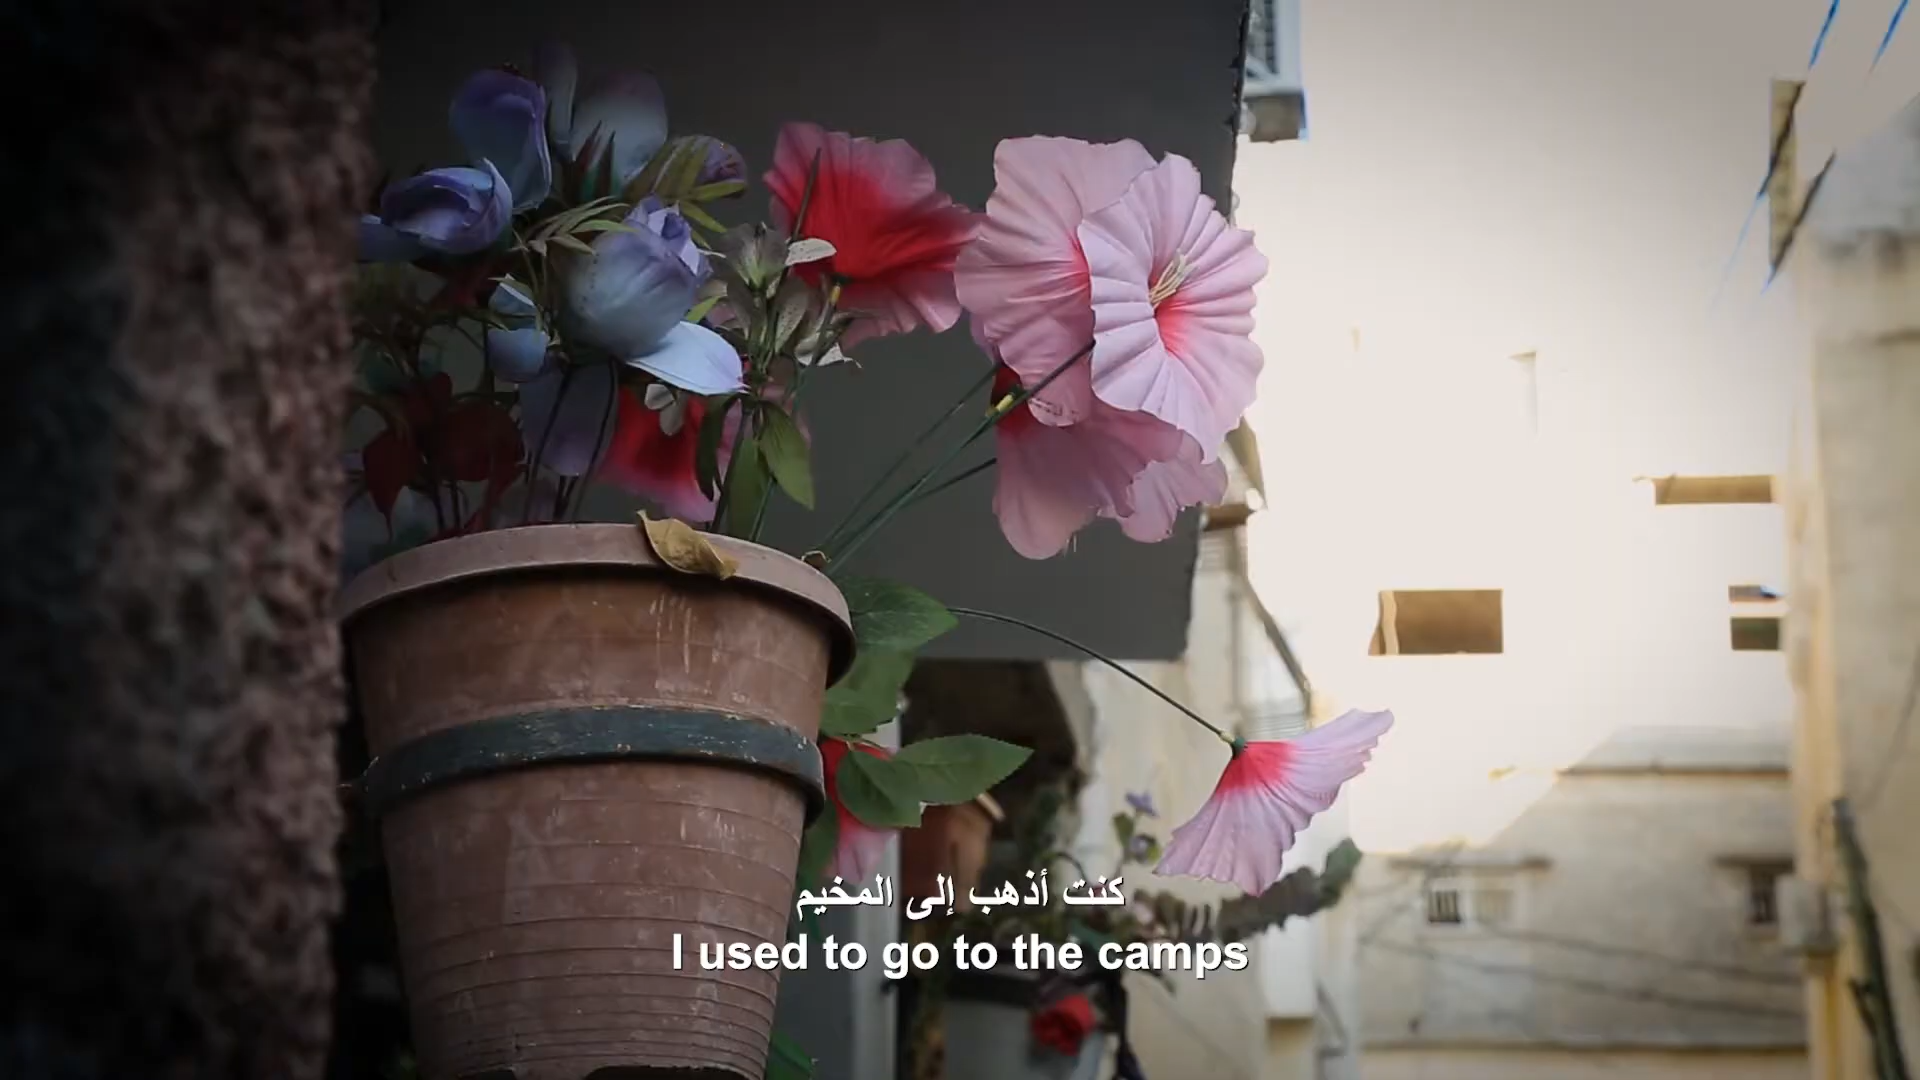 كنت أذهب إلى المخيم
I used to go to the camps